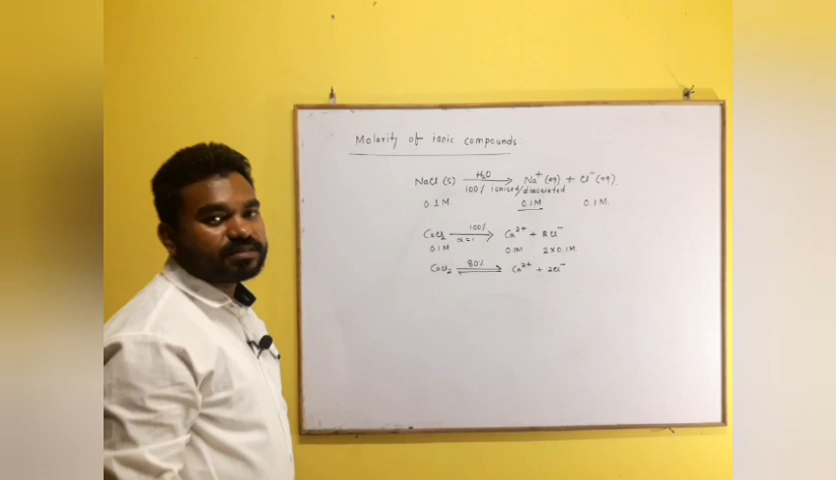 Molarity of ionic compounds
NaCl (s) —H₂O→ Na⁺ (aq) + Cl⁻ (aq).
100% ionised/dissociated
0.1M 0.1M 0.1M.
CaCl₂ —100%→ Ca²⁺ + 2Cl⁻
α=1
0.1M 0.1M 2×0.1M.
CaCl₂ ⇌80% Ca²⁺ + 2Cl⁻